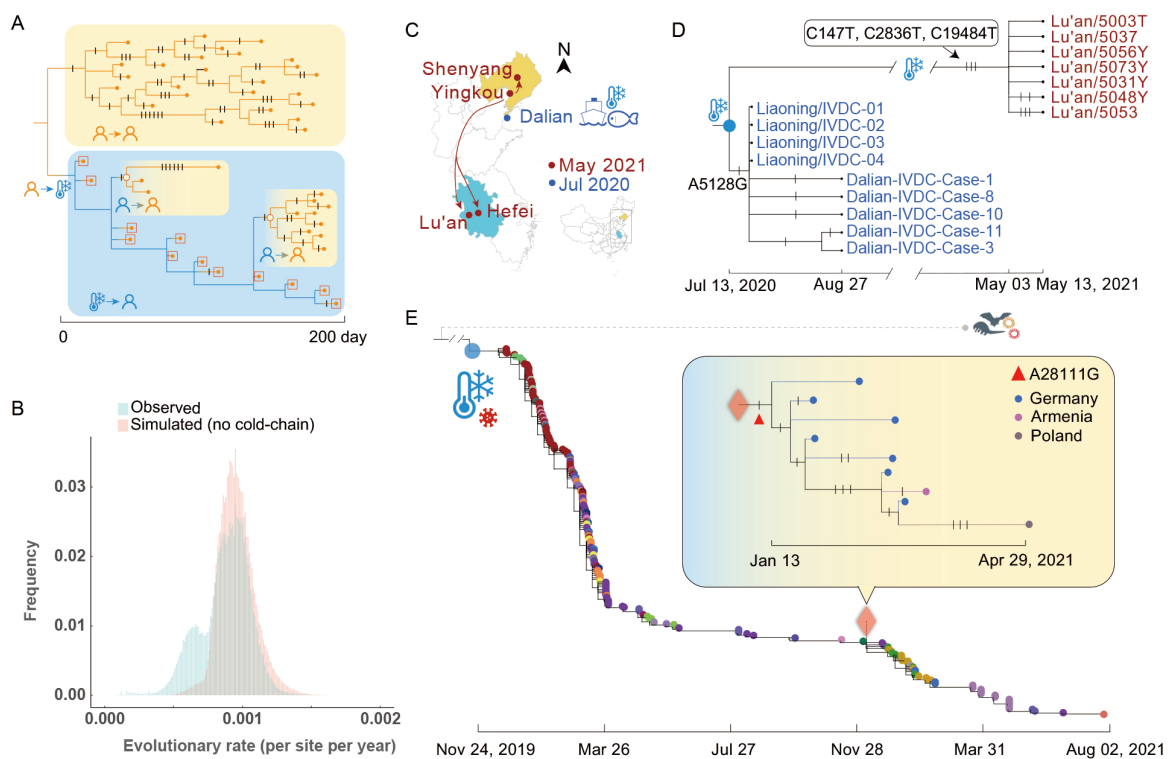 A
0
200 day
B
Observed
Simulated (no cold-chain)
0.03
0.02
0.01
0.00
Frequency
0.000
0.001
0.002
Evolutionary rate (per site per year)
C
N
Shenyang
Yingkou
Dalian
May 2021
Jul 2020
Hefei
Lu'an
D
C147T, C2836T, C19484T
Lu'an/5003T
Lu'an/5037
Lu'an/5056Y
Lu'an/5073Y
Lu'an/5031Y
Lu'an/5048Y
Lu'an/5053
Liaoning/IVDC-01
Liaoning/IVDC-02
Liaoning/IVDC-03
Liaoning/IVDC-04
A5128G
Dalian-IVDC-Case-1
Dalian-IVDC-Case-8
Dalian-IVDC-Case-10
Dalian-IVDC-Case-11
Dalian-IVDC-Case-3
Jul 13, 2020
Aug 27
May 03
May 13, 2021
E
A28111G
Germany
Armenia
Poland
Jan 13
Apr 29, 2021
Nov 24, 2019
Mar 26
Jul 27
Nov 28
Mar 31
Aug 02, 2021